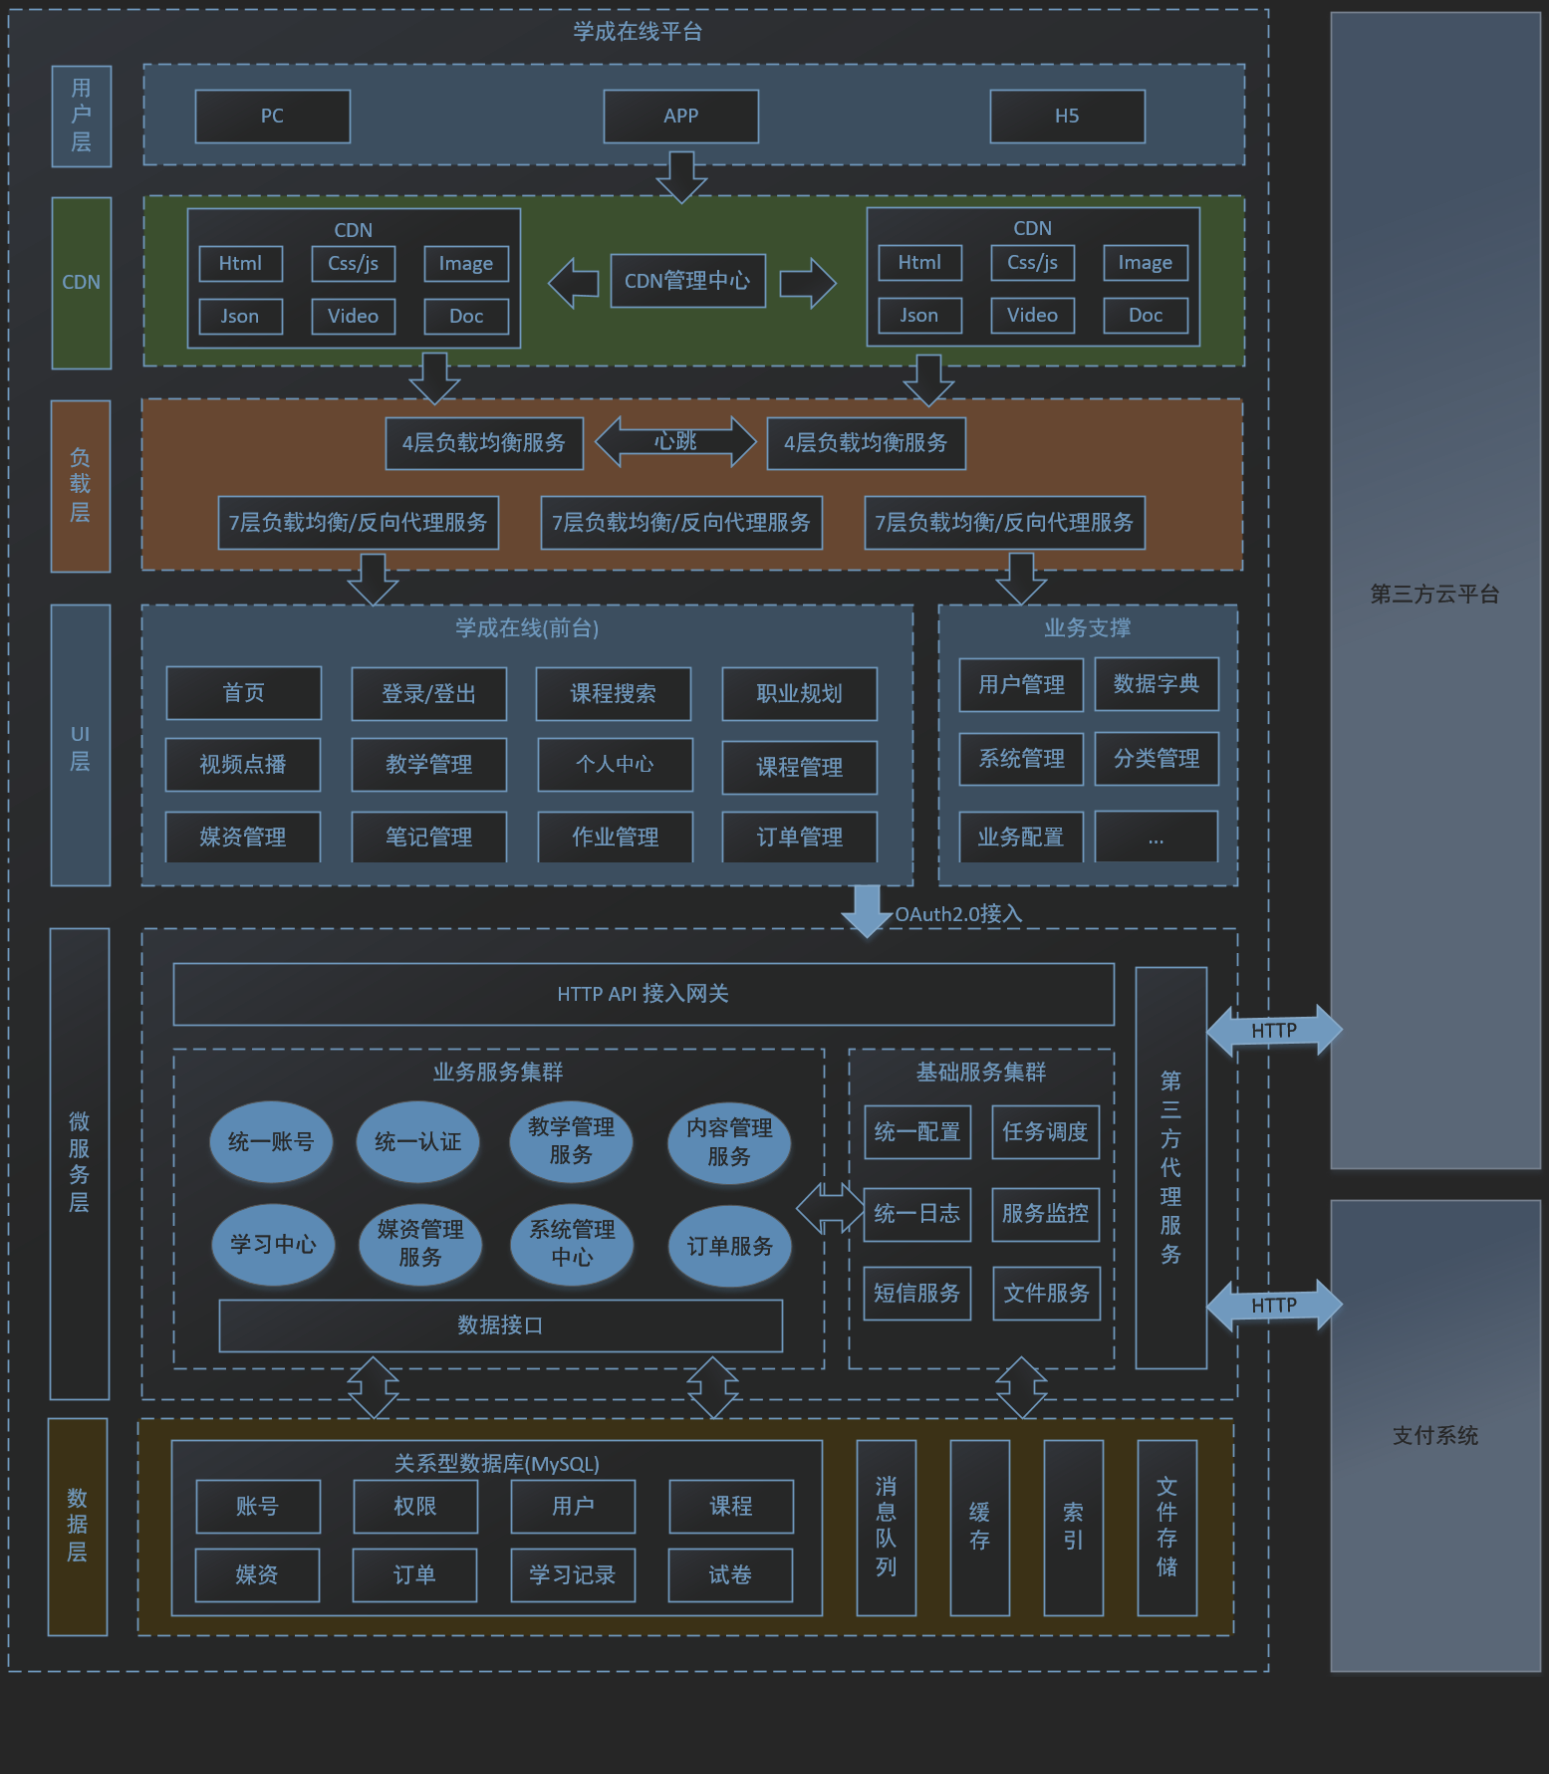 学成在线平台
用户层
PC
APP
H5
CDN
CDN
Html
Css/js
Image
Json
Video
Doc
CDN管理中心
CDN
Html
Css/js
Image
Json
Video
Doc
负载层
4层负载均衡服务
心跳
4层负载均衡服务
7层负载均衡/反向代理服务
7层负载均衡/反向代理服务
7层负载均衡/反向代理服务
UI层
学成在线(前台)
首页
登录/登出
课程搜索
职业规划
视频点播
教学管理
个人中心
课程管理
媒资管理
笔记管理
作业管理
订单管理
业务支撑
用户管理
数据字典
系统管理
分类管理
业务配置
...
OAuth2.0接入
微服务层
HTTP API 接入网关
业务服务集群
统一账号
统一认证
教学管理
服务
内容管理
服务
学习中心
媒资管理
服务
系统管理
中心
订单服务
数据接口
基础服务集群
统一配置
任务调度
统一日志
服务监控
短信服务
文件服务
第三方代理服务
HTTP
HTTP
数据层
关系型数据库(MySQL)
账号
权限
用户
课程
媒资
订单
学习记录
试卷
消息队列
缓存
索引
文件存储
第三方云平台
支付系统